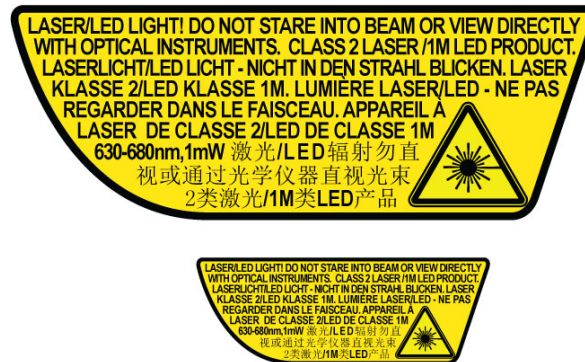 LASER/LED LIGHT! DO NOT STARE INTO BEAM OR VIEW DIRECTLY
WITH OPTICAL INSTRUMENTS. CLASS 2 LASER /1M LED PRODUCT.
LASERLICHT/LED LICHT - NICHT IN DEN STRAHL BLICKEN. LASER
KLASSE 2/LED KLASSE 1M. LUMIÈRE LASER/LED - NE PAS
REGARDER DANS LE FAISCEAU. APPAREIL À
LASER DE CLASSE 2/LED DE CLASSE 1M
630-680nm,1mW 激光/LED辐射勿直
视或通过光学仪器直视光束
2类激光/1M类LED产品
LASER/LED LIGHT! DO NOT STARE INTO BEAM OR VIEW DIRECTLY
WITH OPTICAL INSTRUMENTS. CLASS 2 LASER /1M LED PRODUCT.
LASERLICHT/LED LICHT - NICHT IN DEN STRAHL BLICKEN. LASER
KLASSE 2/LED KLASSE 1M. LUMIÈRE LASER/LED - NE PAS
REGARDER DANS LE FAISCEAU. APPAREIL À
LASER DE CLASSE 2/LED DE CLASSE 1M
630-680nm,1mW 激光/LED辐射勿直
视或通过光学仪器直视光束
2类激光/1M类LED产品